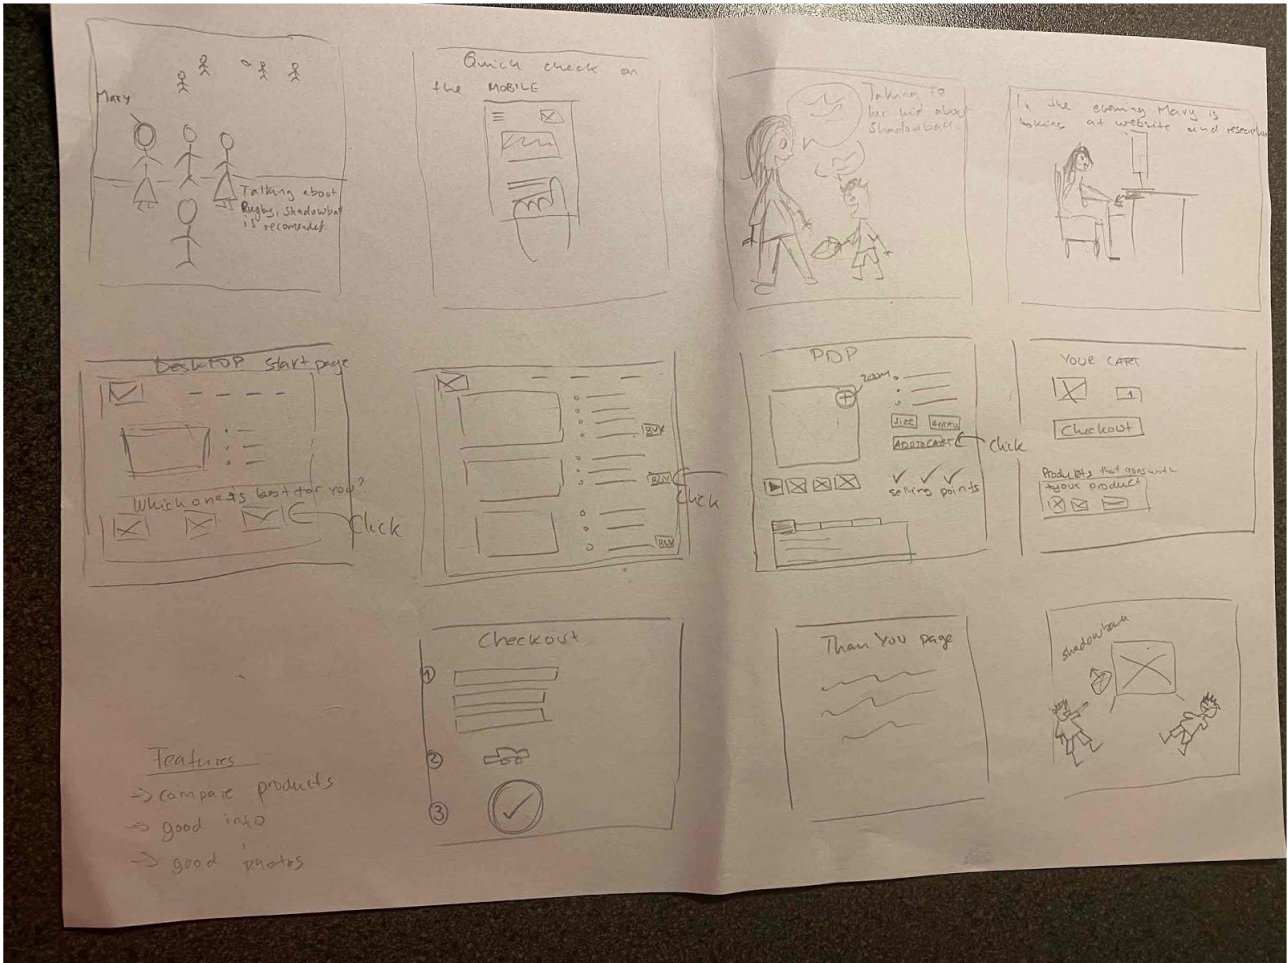 Mary
Talking about
Rugby, Shadowball
is recomended
Quick check on
the MOBILE
Talking to
her kid about
Shadowball
In the evening Mary is
looking at website and research
DESKTOP start page
Which one is best for you?
Click
BUY
BUY
Click
BUY
PDP
ZOOM
SIZE
ADD TO CART
Click
selling points
YOUR CART
1
Checkout
Products that goes with
your product
Checkout
1
2
3
Than You page
shadowball
Features
-> compare products
-> good info
-> good photos